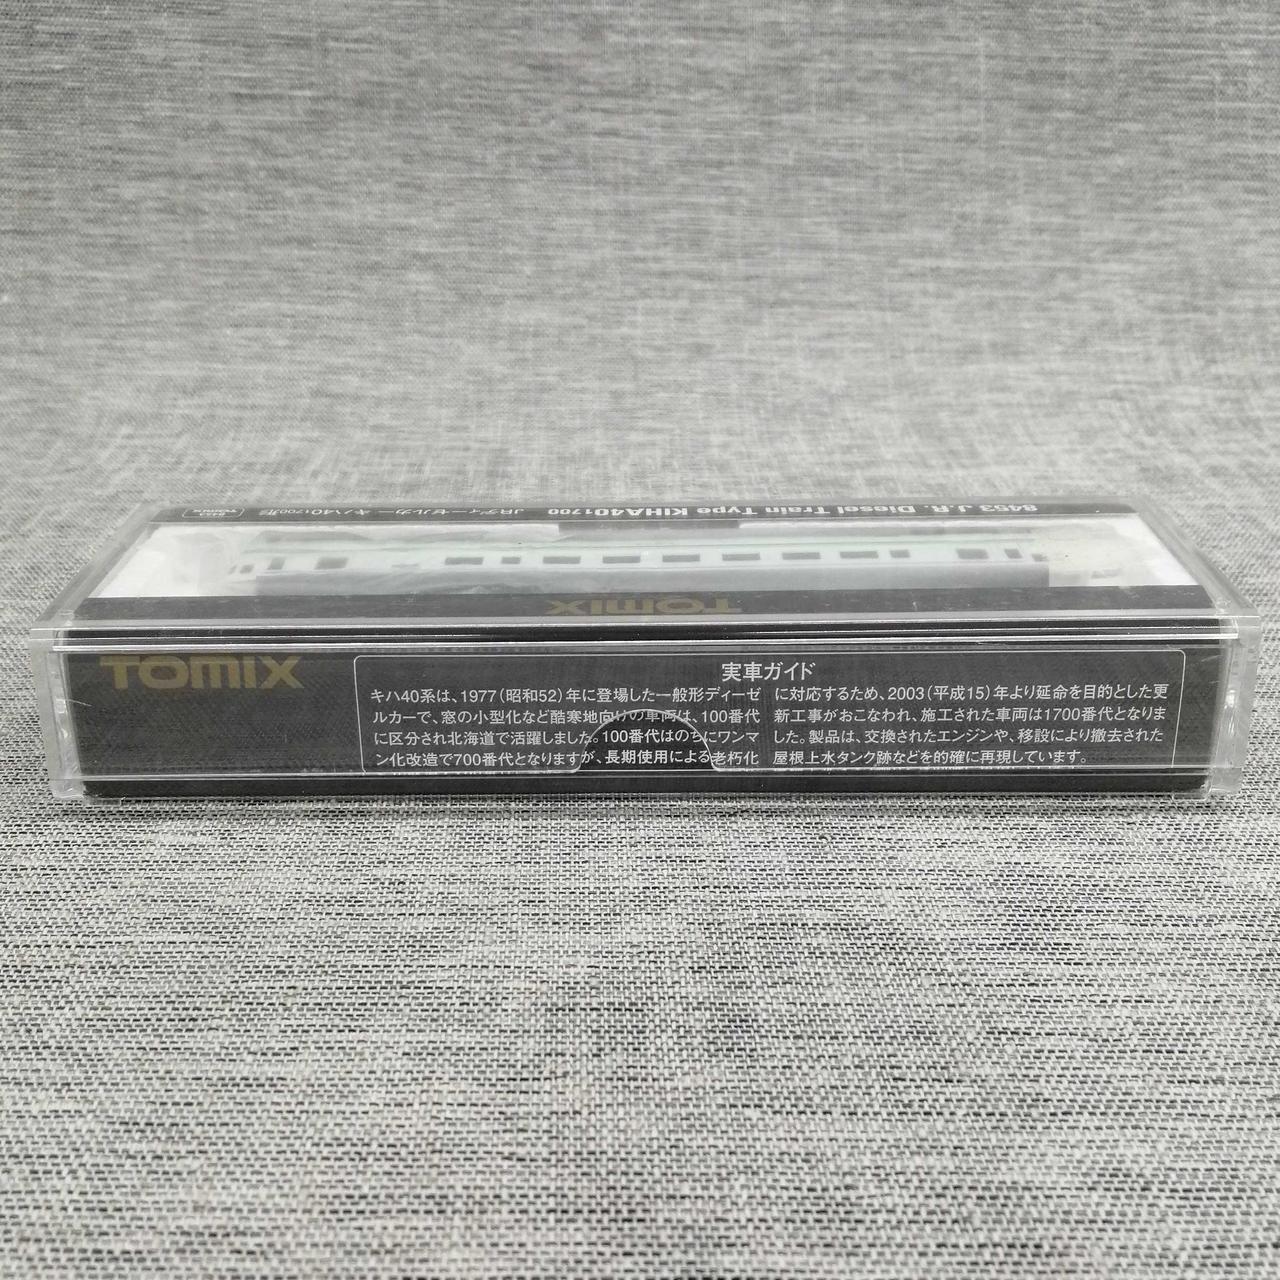 8453 J.R. Diesel Train Type KIHA401700
JRディーゼルカー キハ401700形
8453
TOMIX
TOMIX
TOMIX
実車ガイド
キハ40系は、1977（昭和52）年に登場した一般形ディーゼ
ルカーで、窓の小型化など酷寒地向けの車両は、100番代
に区分され北海道で活躍しました。100番代はのちにワンマ
ン化改造で700番代となりますが、長期使用による老朽化
に対応するため、2003（平成15）年より延命を目的とした更
新工事がおこなわれ、施工された車両は1700番代となりま
した。製品は、交換されたエンジンや、移設により撤去された
屋根上水タンク跡などを的確に再現しています。